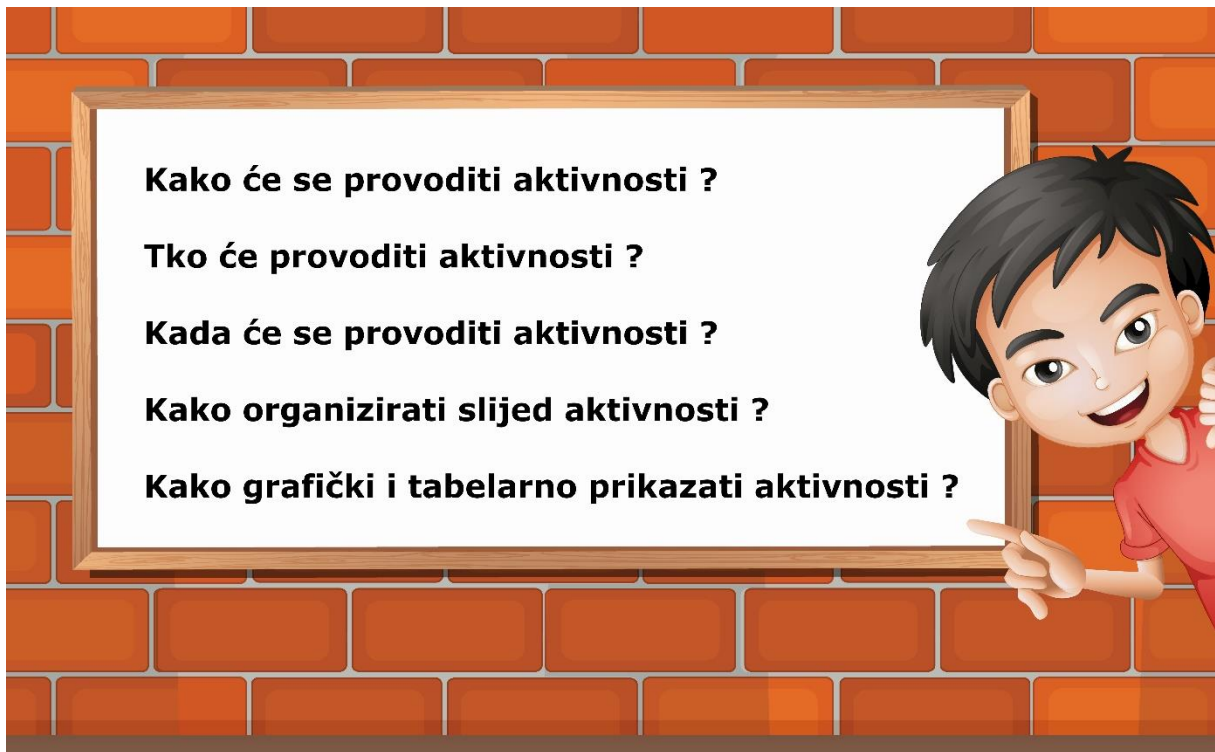 Kako će se provoditi aktivnosti ?
Tko će provoditi aktivnosti ?
Kada će se provoditi aktivnosti ?
Kako organizirati slijed aktivnosti ?
Kako grafički i tabelarno prikazati aktivnosti ?